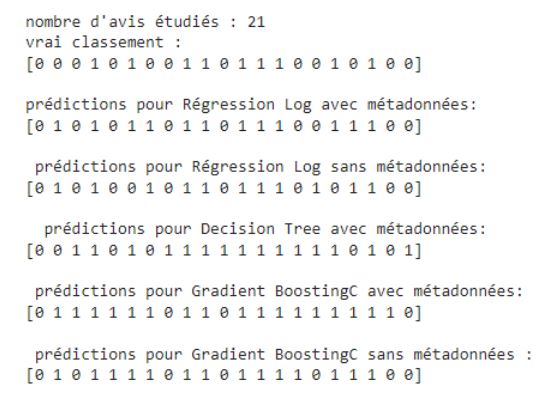 nombre d'avis étudiés : 21
vrai classement :
[0 0 0 1 0 1 0 0 1 1 0 1 1 1 0 0 1 0 1 0 0]
prédictions pour Régression Log avec métadonnées:
[0 1 0 1 0 1 1 0 1 1 0 1 1 1 0 0 1 1 1 0 0]
prédictions pour Régression Log sans métadonnées:
[0 1 0 1 0 0 1 0 1 1 0 1 1 1 0 1 0 1 1 0 0]
prédictions pour Decision Tree avec métadonnées:
[0 0 1 1 0 1 0 1 1 1 1 1 1 1 1 1 1 0 1 0 1]
prédictions pour Gradient BoostingC avec métadonnées:
[0 1 1 1 1 1 1 0 1 1 0 1 1 1 1 1 1 1 1 1 0]
prédictions pour Gradient BoostingC sans métadonnées :
[0 1 0 1 1 1 1 0 1 1 0 1 1 1 1 0 1 1 1 0 0]